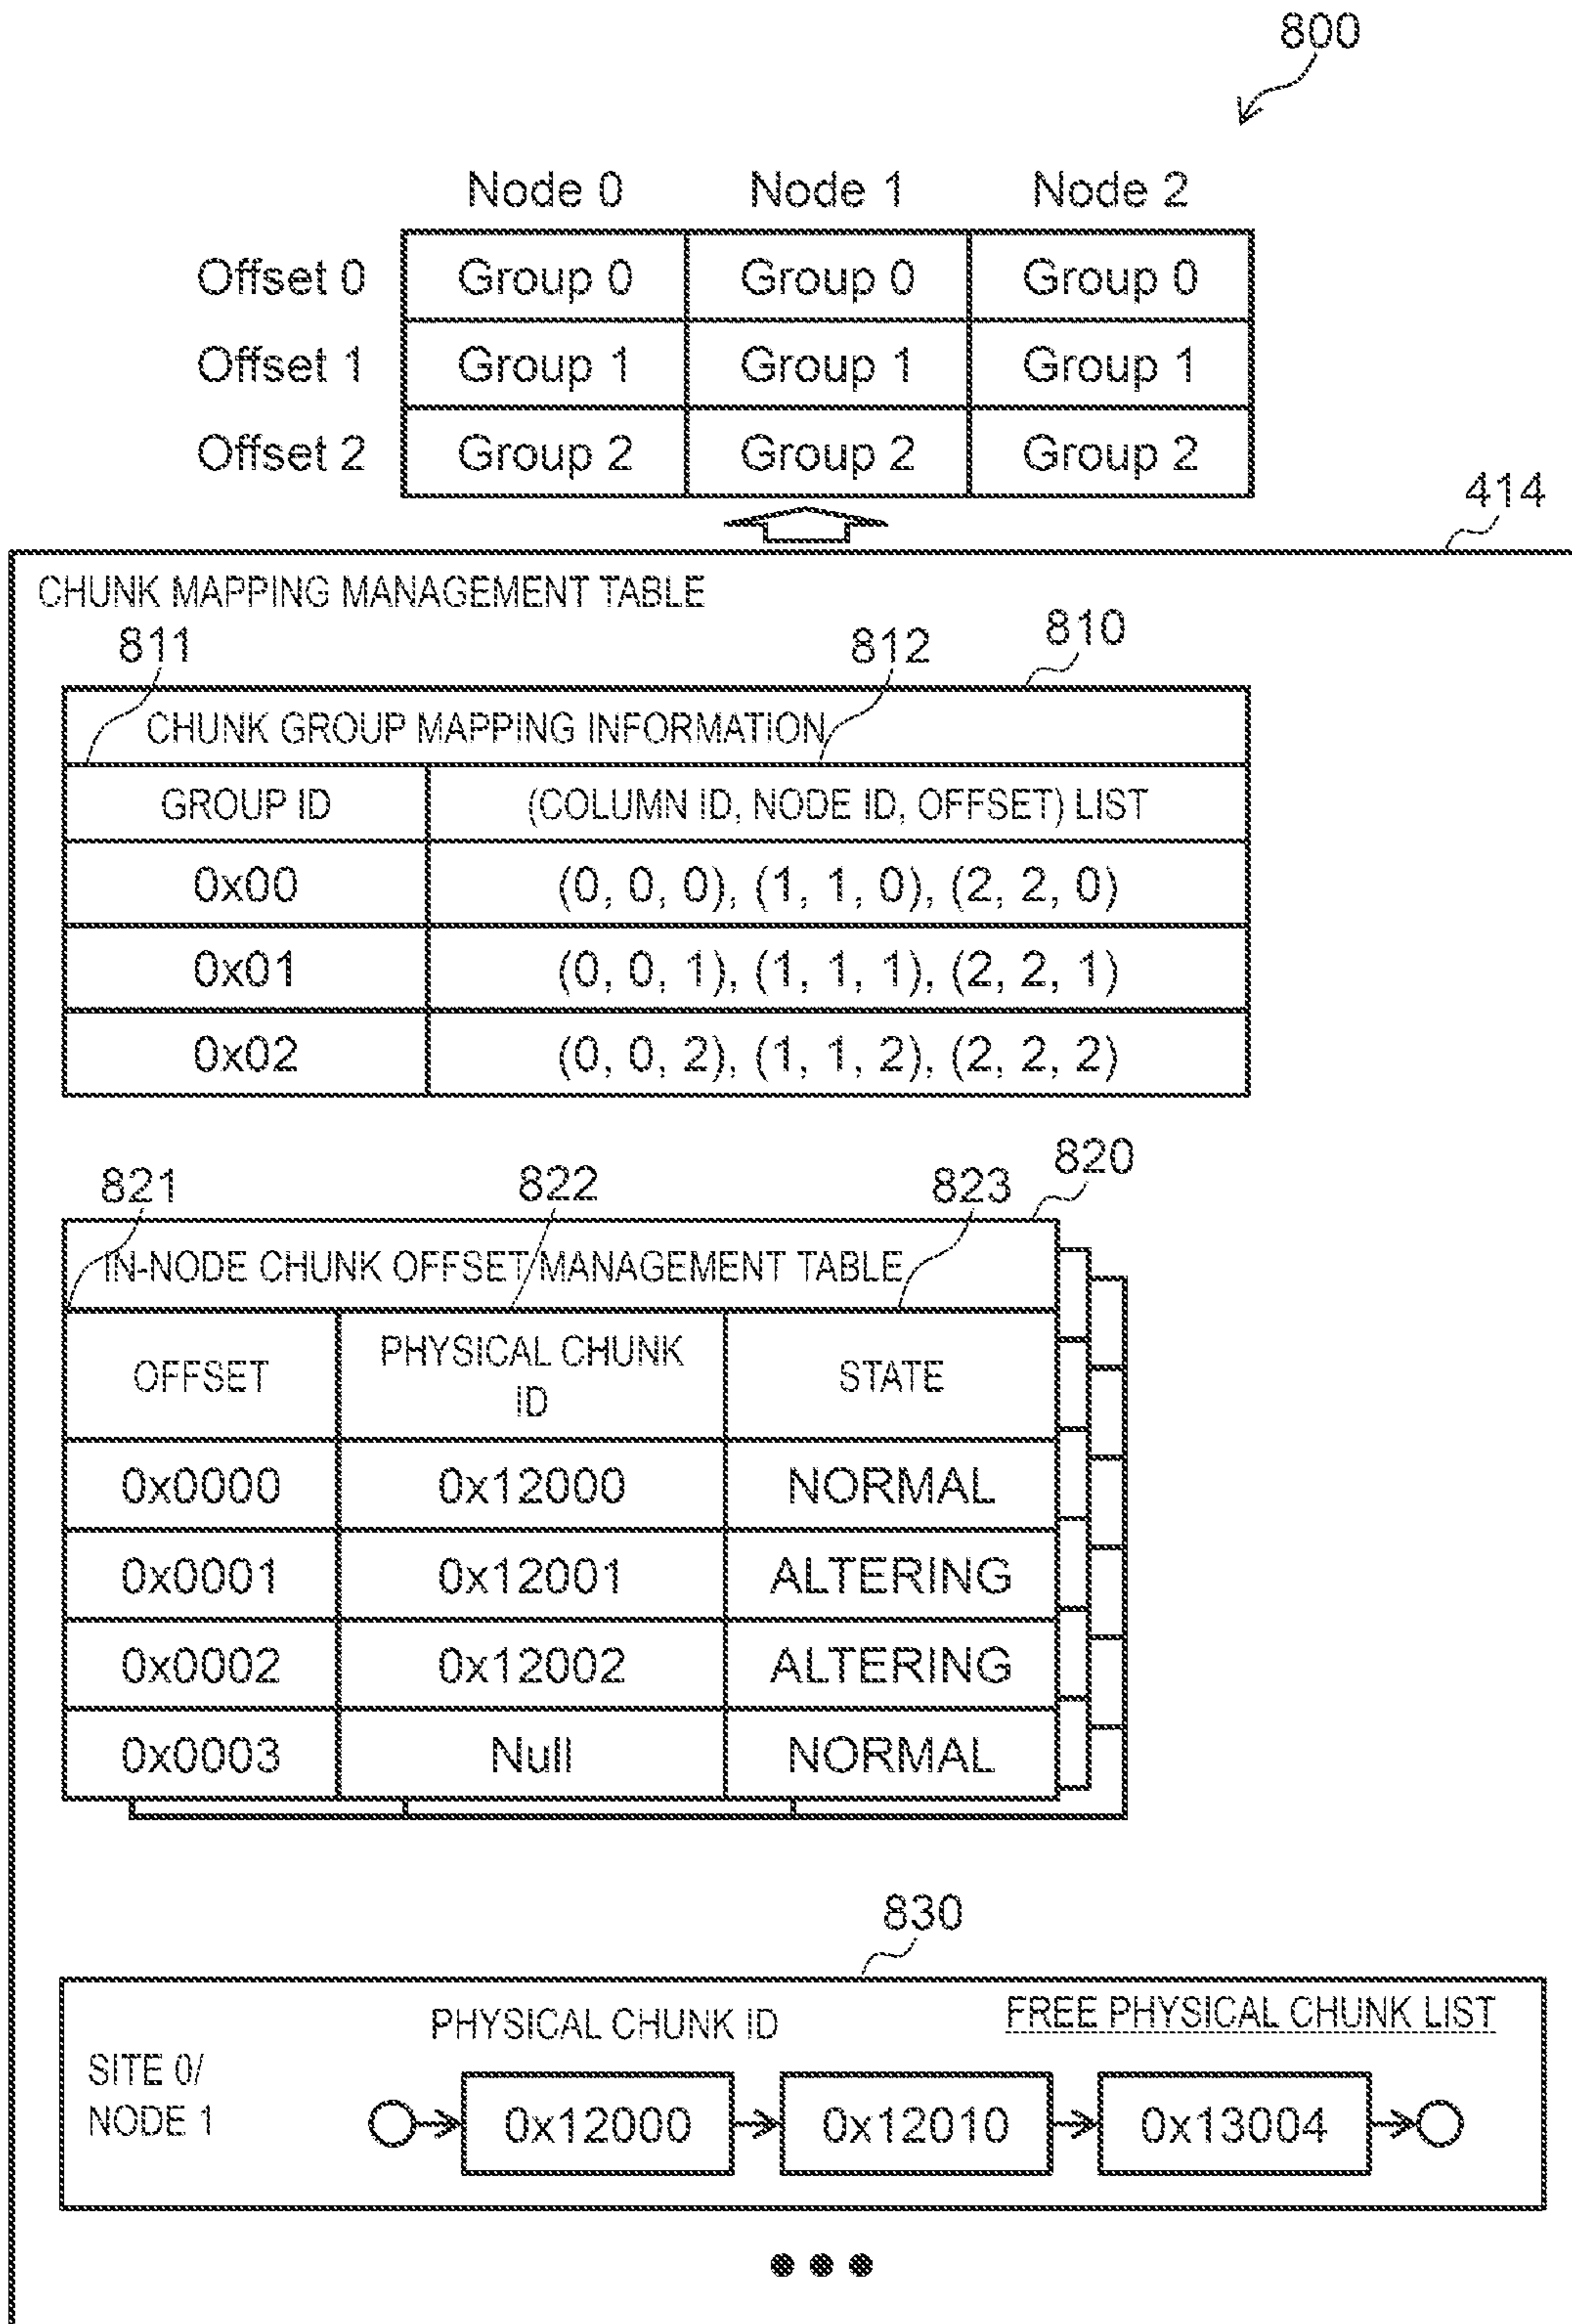 800
Node 0 Node 1 Node 2
Offset 0 Group 0 Group 0 Group 0
Offset 1 Group 1 Group 1 Group 1
Offset 2 Group 2 Group 2 Group 2
414
CHUNK MAPPING MANAGEMENT TABLE
811 812 810
CHUNK GROUP MAPPING INFORMATION
GROUP ID (COLUMN ID, NODE ID, OFFSET) LIST
0x00 (0, 0, 0), (1, 1, 0), (2, 2, 0)
0x01 (0, 0, 1), (1, 1, 1), (2, 2, 1)
0x02 (0, 0, 2), (1, 1, 2), (2, 2, 2)
821 822 823 820
IN-NODE CHUNK OFFSET MANAGEMENT TABLE
OFFSET PHYSICAL CHUNK ID STATE
0x0000 0x12000 NORMAL
0x0001 0x12001 ALTERING
0x0002 0x12002 ALTERING
0x0003 Null NORMAL
830
PHYSICAL CHUNK ID FREE PHYSICAL CHUNK LIST
SITE 0/
NODE 1
0x12000 0x12010 0x13004